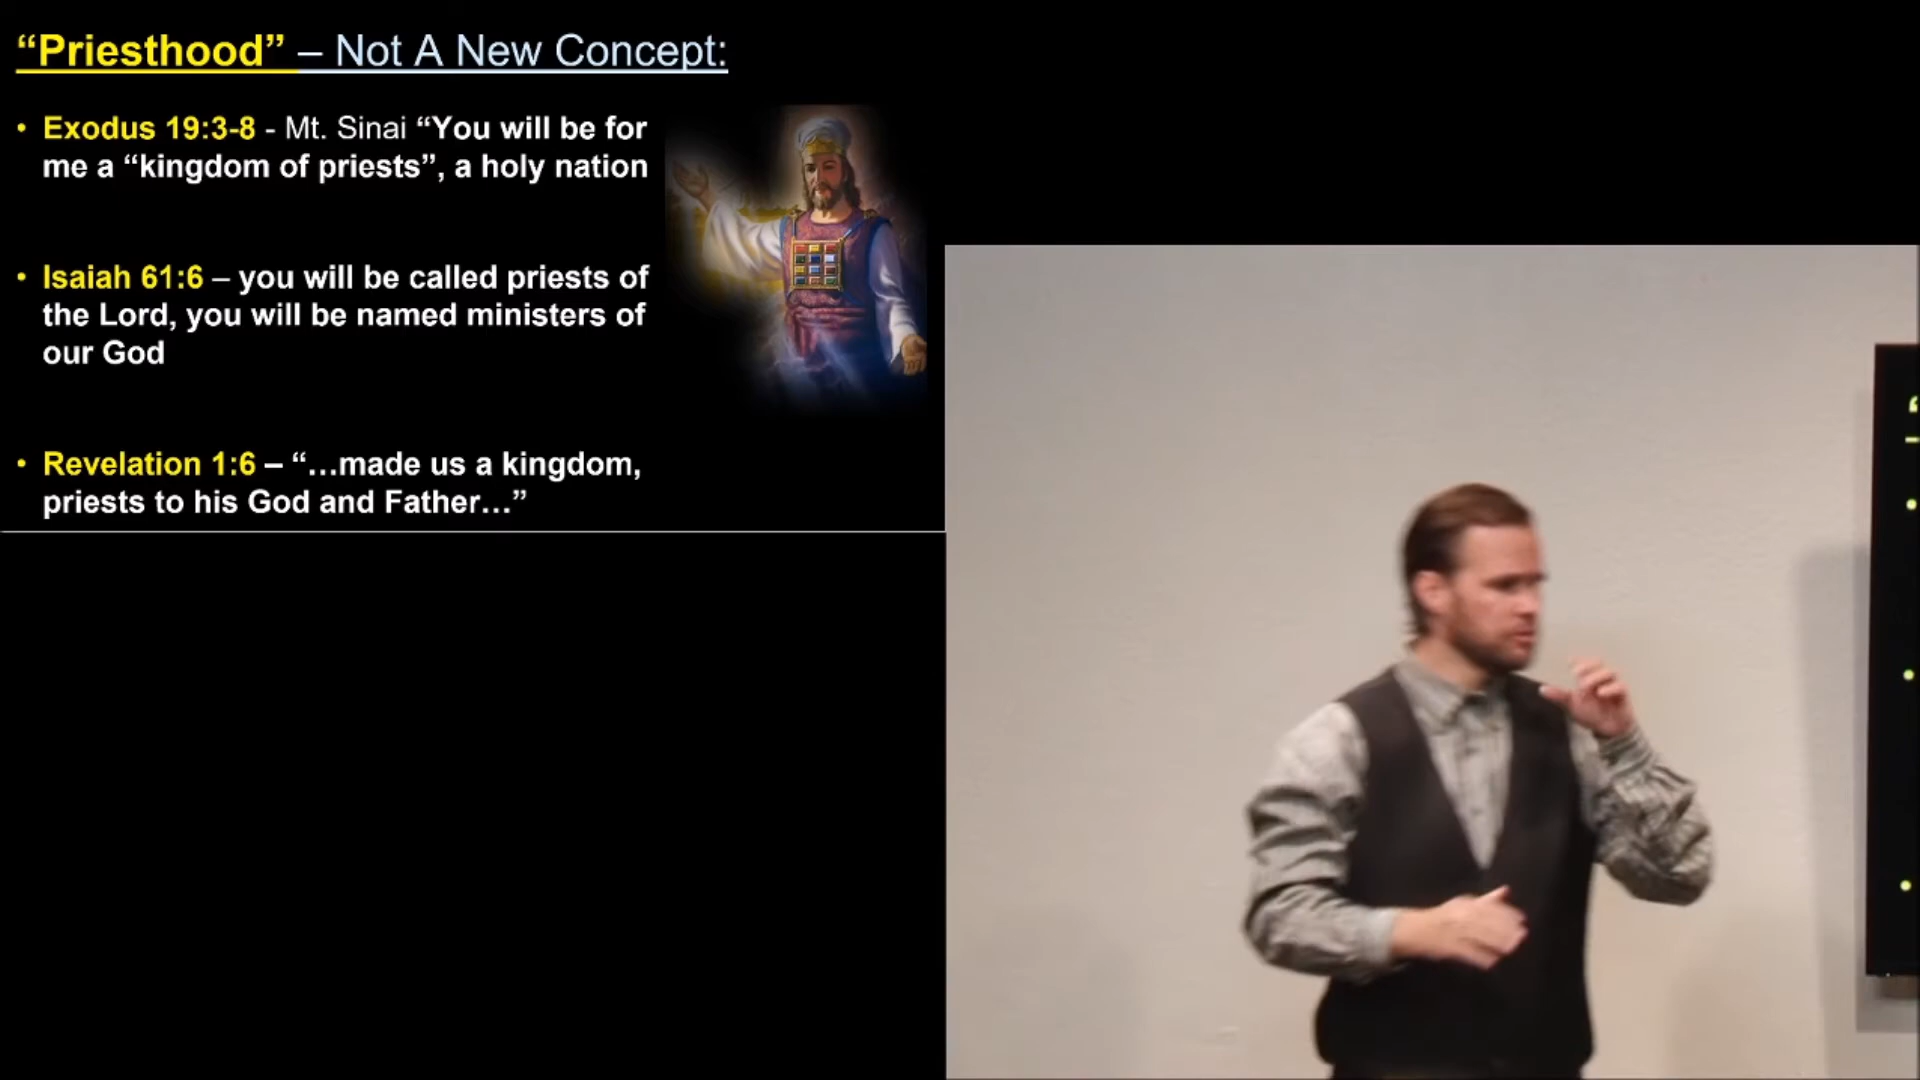 “Priesthood” – Not A New Concept:
• Exodus 19:3-8 - Mt. Sinai “You will be for
me a “kingdom of priests”, a holy nation
• Isaiah 61:6 – you will be called priests of
the Lord, you will be named ministers of
our God
• Revelation 1:6 – “…made us a kingdom,
priests to his God and Father…”